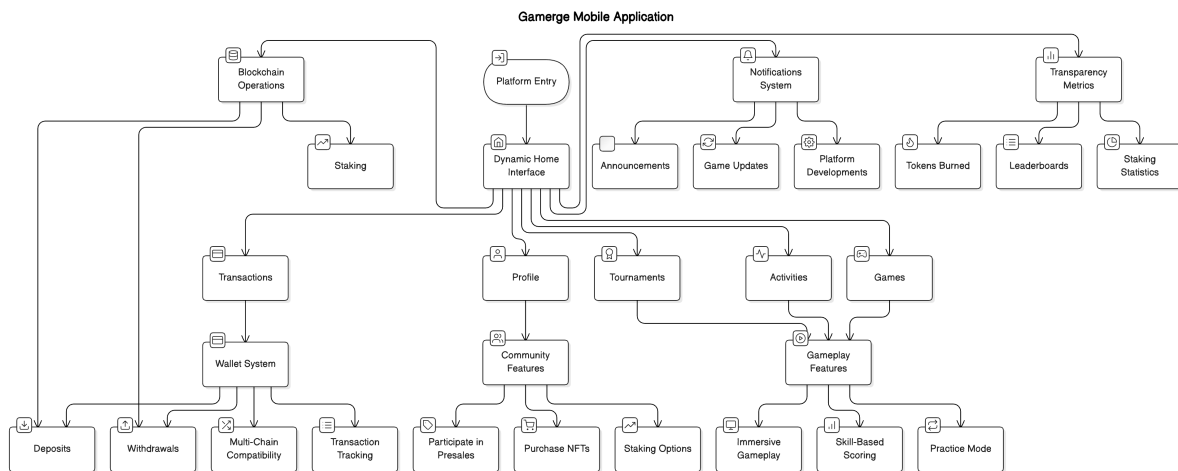 Gamerge Mobile Application
Blockchain
Operations
Platform Entry
Notifications
System
Transparency
Metrics
Staking
Dynamic Home
Interface
Announcements
Game Updates
Platform
Developments
Tokens Burned
Leaderboards
Staking
Statistics
Transactions
Profile
Tournaments
Activities
Games
Wallet System
Community
Features
Gameplay
Features
Deposits
Withdrawals
Multi-Chain
Compatibility
Transaction
Tracking
Participate in
Presales
Purchase NFTs
Staking Options
Immersive
Gameplay
Skill-Based
Scoring
Practice Mode